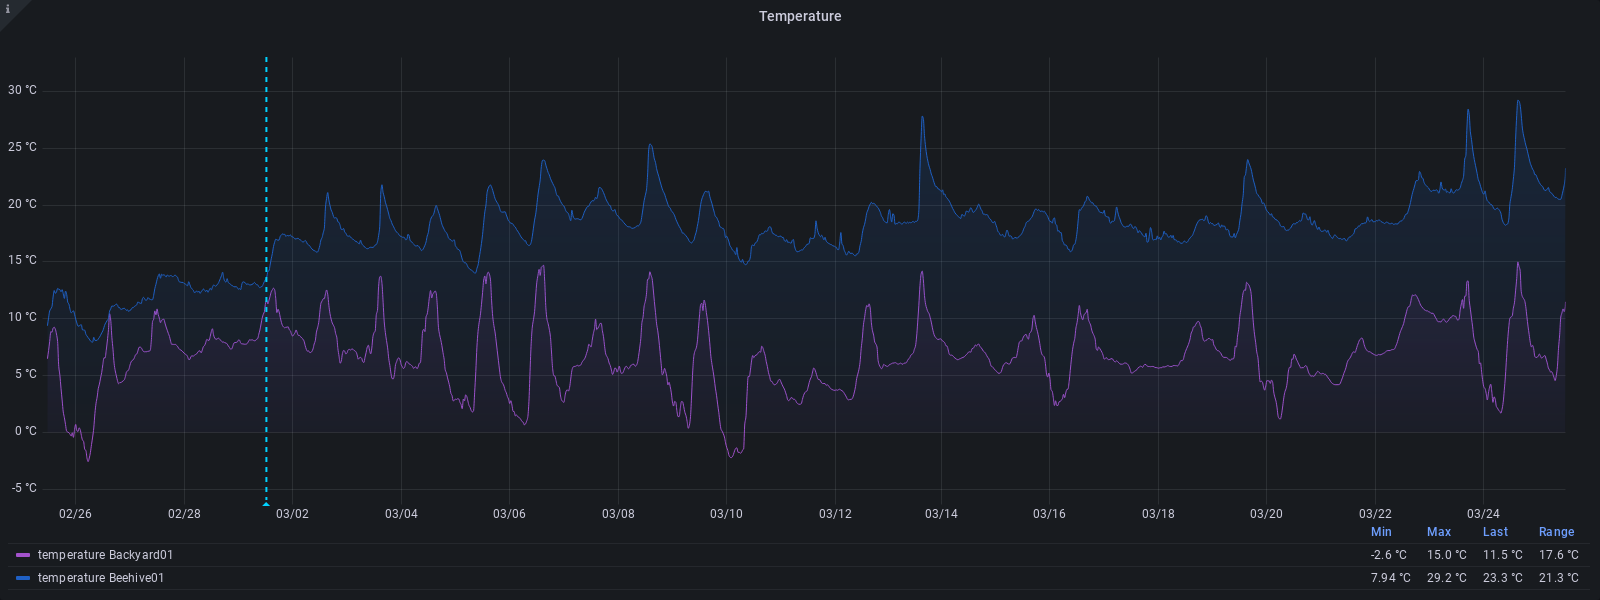 i
Temperature
30 °C
25 °C
20 °C
15 °C
10 °C
5 °C
0 °C
-5 °C
02/26 02/28 03/02 03/04 03/06 03/08 03/10 03/12 03/14 03/16 03/18 03/20 03/22 03/24
Min Max Last Range
temperature Backyard01 -2.6 °C 15.0 °C 11.5 °C 17.6 °C
temperature Beehive01 7.94 °C 29.2 °C 23.3 °C 21.3 °C